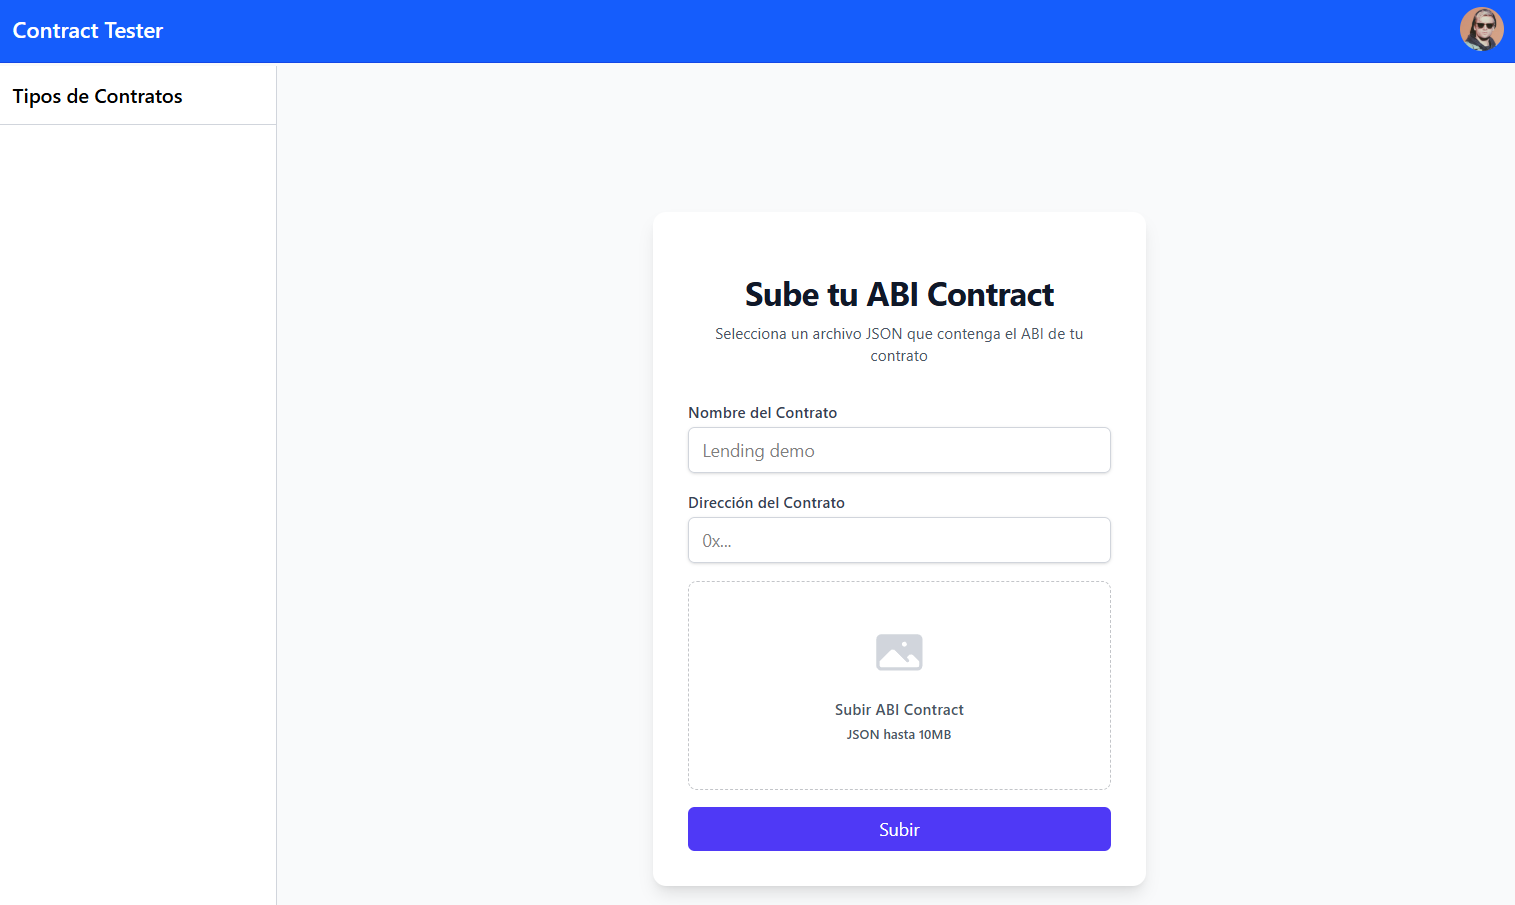 Contract Tester
Tipos de Contratos
Sube tu ABI Contract
Selecciona un archivo JSON que contenga el ABI de tu
contrato
Nombre del Contrato
Lending demo
Dirección del Contrato
0x...
Subir ABI Contract
JSON hasta 10MB
Subir